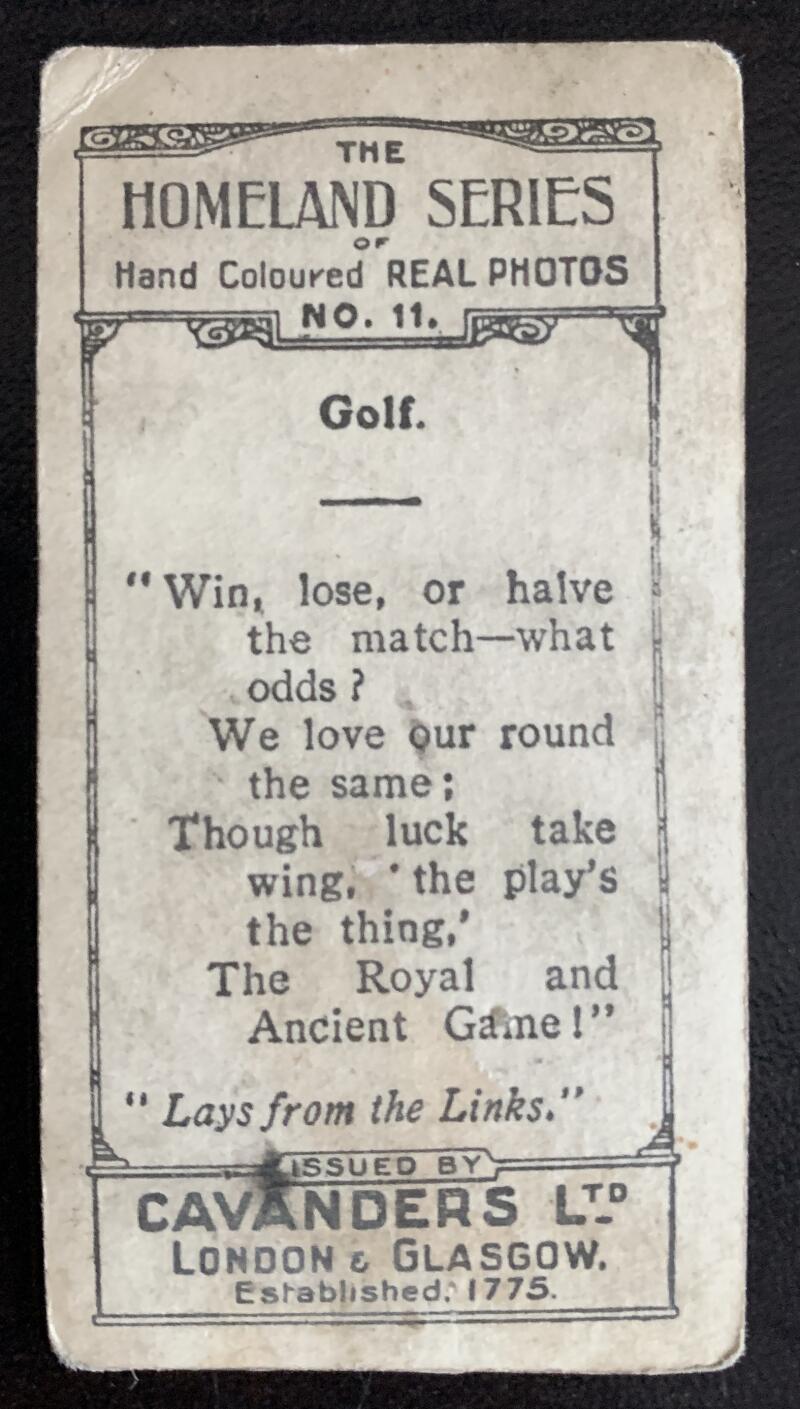 THE
HOMELAND SERIES
OF
Hand Coloured REAL PHOTOS
NO. 11.
Golf.
“Win, lose, or halve
the match—what
odds?
We love our round
the same;
Though luck take
wing, ‘the play’s
the thing,’
The Royal and
Ancient Game!”
“Lays from the Links.”
ISSUED BY
CAVANDERS LTD
LONDON & GLASGOW.
Established. 1775.